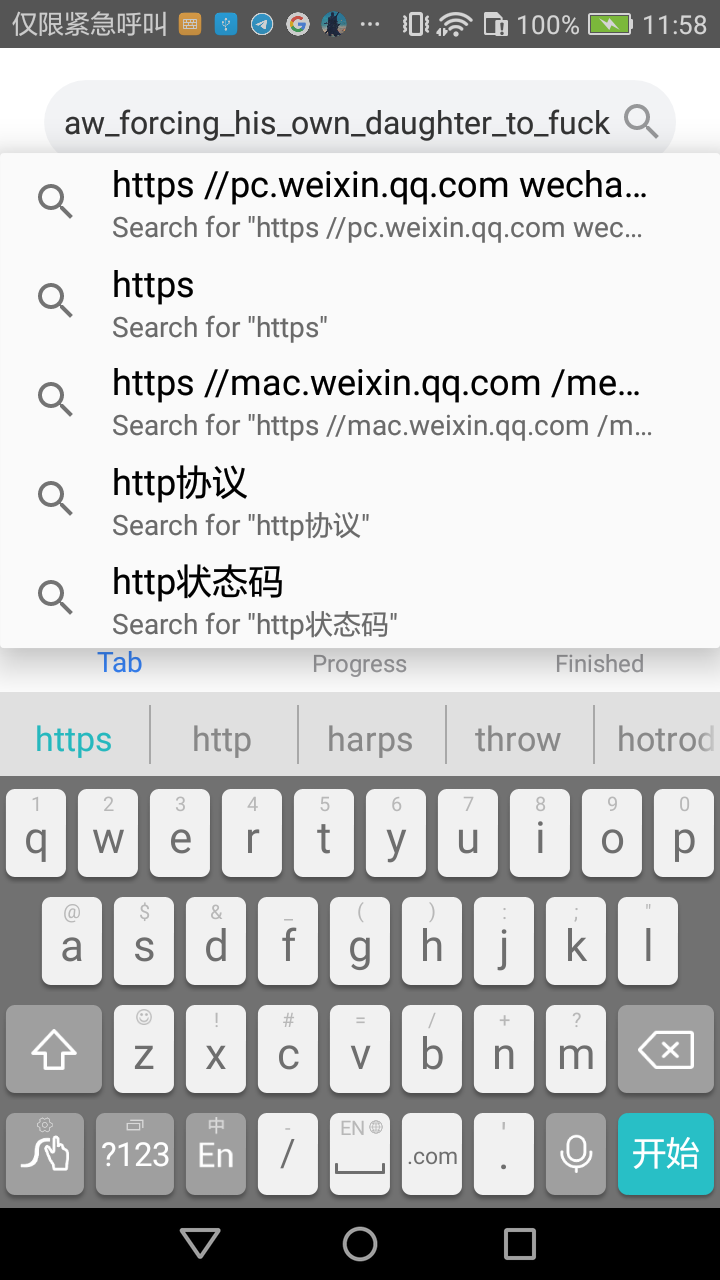 仅限紧急呼叫 100% 11:58
aw_forcing_his_own_daughter_to_fuck
https //pc.weixin.qq.com wecha...
Search for "https //pc.weixin.qq.com wec...
https
Search for "https"
https //mac.weixin.qq.com /me...
Search for "https //mac.weixin.qq.com /m...
http协议
Search for "http协议"
http状态码
Search for "http状态码"
Tab Progress Finished
https http harps throw hotrod
1 2 3 4 5 6 7 8 9 0
q w e r t y u i o p
@ $ & _ ( ) : ; "
a s d f g h j k l
! # = / + ?
z x c v b n m
中 - EN '
?123 En / .com . 开始